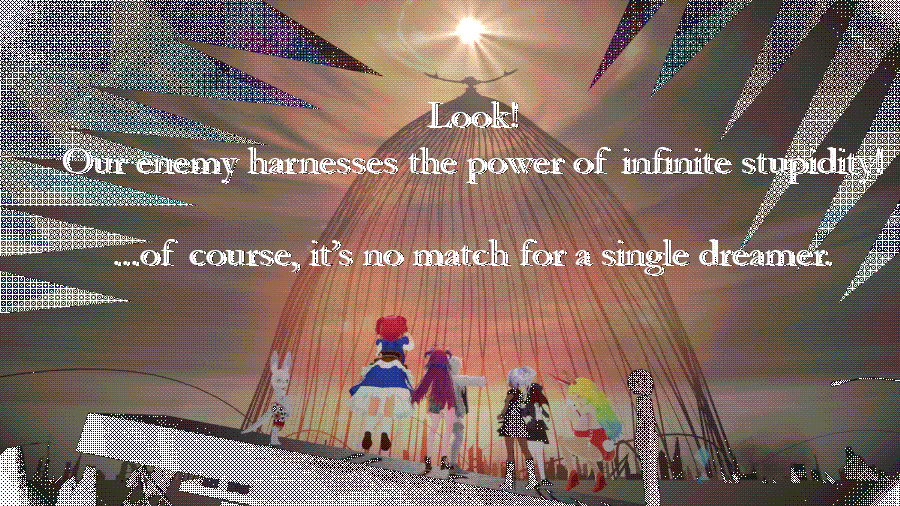 Look!
Our enemy harnesses the power of infinite stupidity!
...of course, it's no match for a single dreamer.